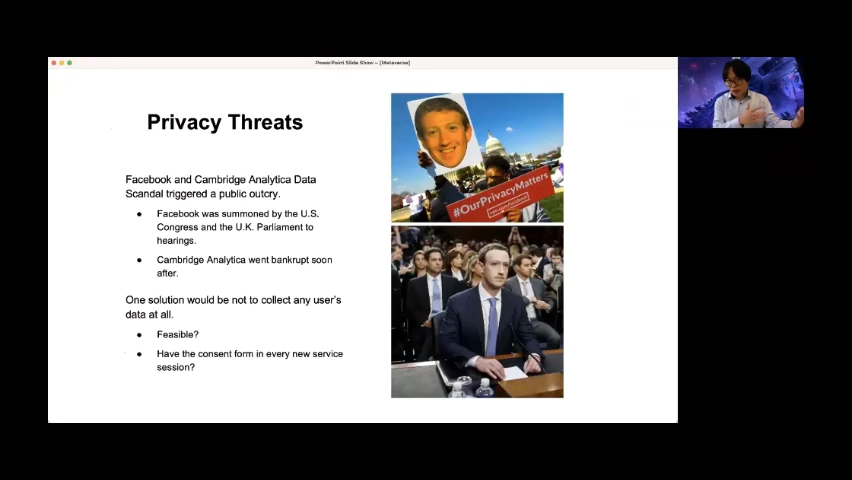 PowerPoint Slide Show - [Metaverse]
Privacy Threats
Facebook and Cambridge Analytica Data
Scandal triggered a public outcry.
● Facebook was summoned by the U.S.
Congress and the U.K. Parliament to
hearings.
● Cambridge Analytica went bankrupt soon
after.
One solution would be not to collect any user's
data at all.
● Feasible?
● Have the consent form in every new service
session?
#OurPrivacyMatters